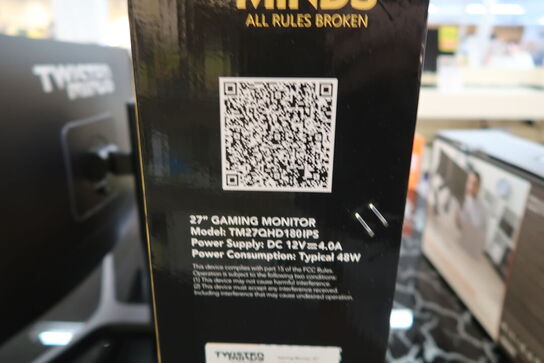 MINDS
ALL RULES BROKEN
TWISTED
MINDS
27" GAMING MONITOR
Model: TM27QHD180IPS
Power Supply: DC 12V⎓4.0A
Power Consumption: Typical 48W
This device complies with part 15 of the FCC Rules.
Operation is subject to the following two conditions:
(1) This device may not cause harmful interference.
(2) This device must accept any interference received.
Including interference that may cause undesired operation.
TWISTED
MINDS